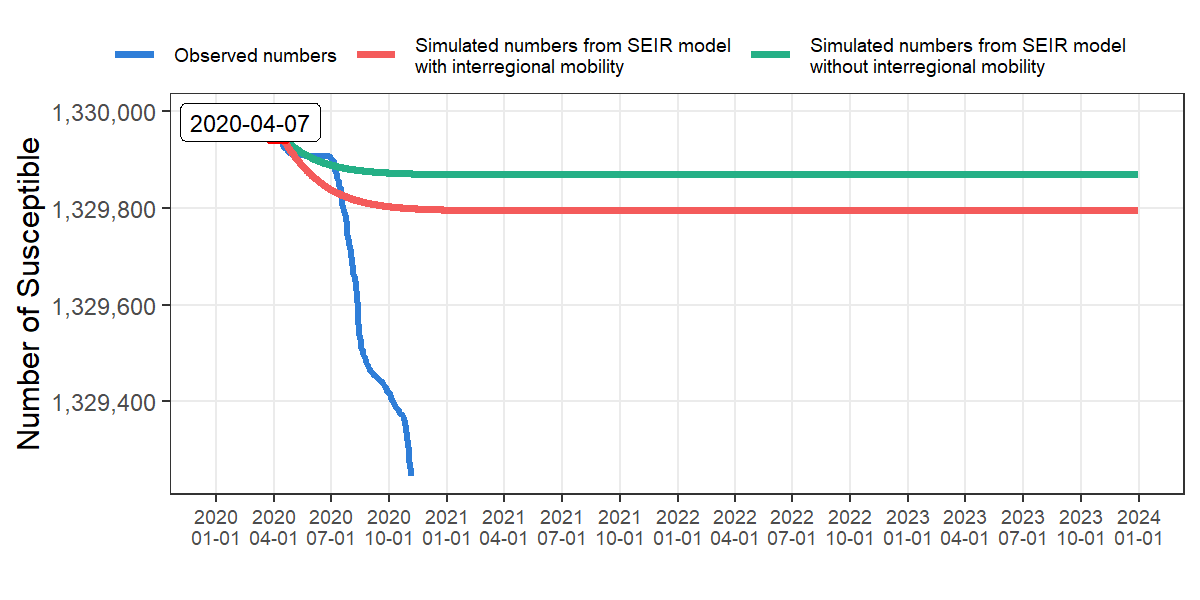 Observed numbers
Simulated numbers from SEIR model
with interregional mobility
Simulated numbers from SEIR model
without interregional mobility
Number of Susceptible
1,330,000
1,329,800
1,329,600
1,329,400
2020-04-07
2020 2020 2020 2020 2021 2021 2021 2021 2022 2022 2022 2022 2023 2023 2023 2023 2024
01-01 04-01 07-01 10-01 01-01 04-01 07-01 10-01 01-01 04-01 07-01 10-01 01-01 04-01 07-01 10-01 01-01